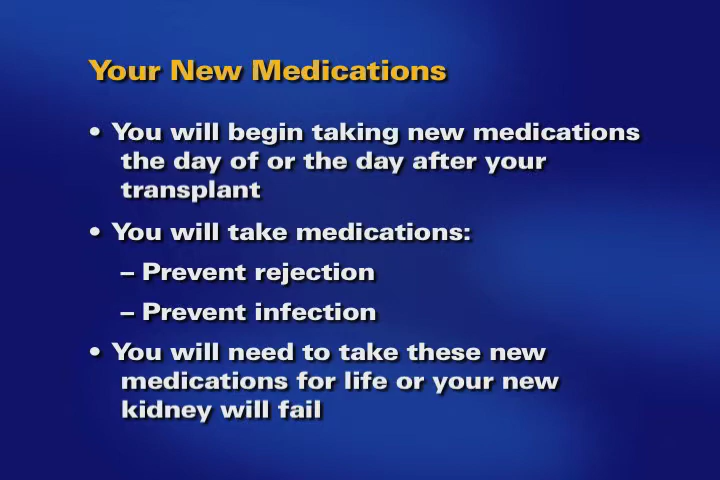 Your New Medications
• You will begin taking new medications
the day of or the day after your
transplant
• You will take medications:
– Prevent rejection
– Prevent infection
• You will need to take these new
medications for life or your new
kidney will fail